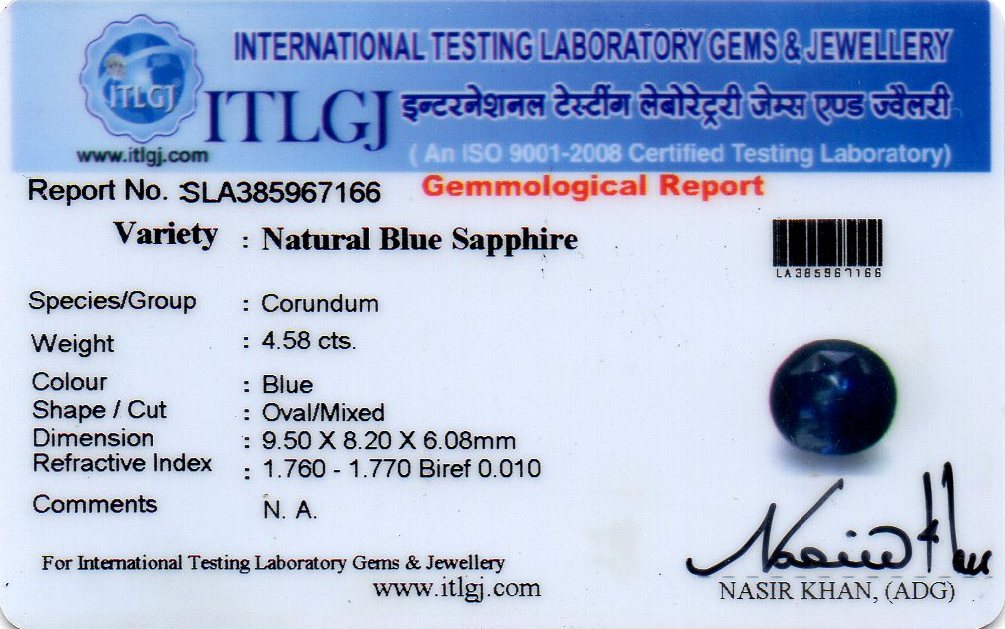 INTERNATIONAL TESTING LABORATORY GEMS & JEWELLERY
ITLGJ
ITLGJ इन्टरनेशनल टेस्टींग लेबोरेट्ररी जेम्स एण्ड ज्वैलरी
www.itlgj.com
( An ISO 9001-2008 Certified Testing Laboratory)
Report No. :SLA385967166
Gemmological Report
Variety : Natural Blue Sapphire
LA385967166
Species/Group : Corundum
Weight : 4.58 cts.
Colour : Blue
Shape / Cut : Oval/Mixed
Dimension : 9.50 X 8.20 X 6.08mm
Refractive Index : 1.760 - 1.770 Biref 0.010
Comments : N. A.
Nasir Khan
For International Testing Laboratory Gems & Jewellery
www.itlgj.com
NASIR KHAN, (ADG)